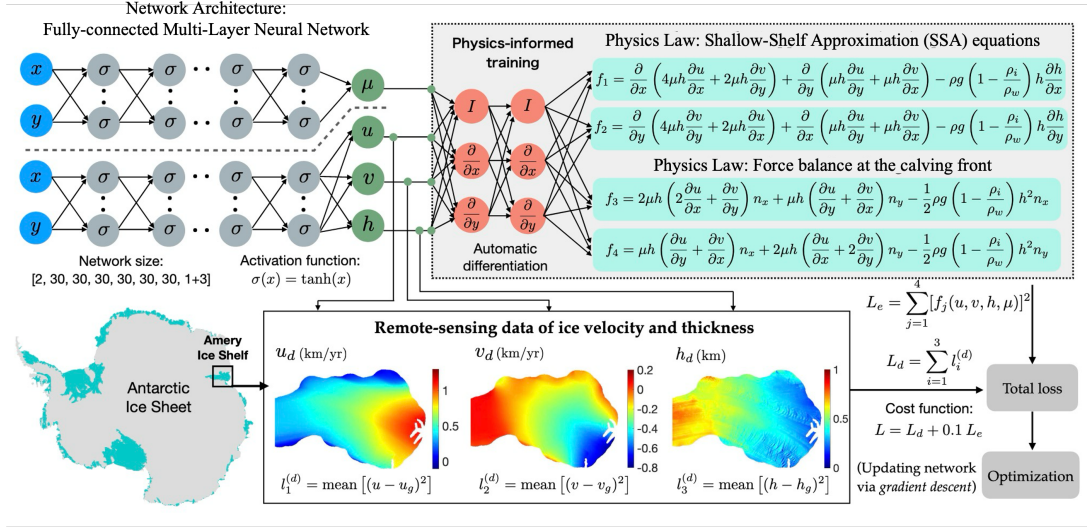 Network Architecture:
Fully-connected Multi-Layer Neural Network
x σ σ ·· σ σ
y σ σ ·· σ σ
μ
u
x σ σ ·· σ σ
y σ σ ·· σ σ
v
h
Network size:
[2, 30, 30, 30, 30, 30, 30, 1+3]
Activation function:
σ(x) = tanh(x)
Physics-informed
training
I I
∂/∂x ∂/∂x
∂/∂y ∂/∂y
Automatic
differentiation
Physics Law: Shallow-Shelf Approximation (SSA) equations
f₁ = ∂/∂x (4μh ∂u/∂x + 2μh ∂v/∂y) + ∂/∂y (μh ∂u/∂y + μh ∂v/∂x) − ρg (1 − ρᵢ/ρ_w) h ∂h/∂x
f₂ = ∂/∂y (4μh ∂v/∂y + 2μh ∂u/∂x) + ∂/∂x (μh ∂u/∂y + μh ∂v/∂x) − ρg (1 − ρᵢ/ρ_w) h ∂h/∂y
Physics Law: Force balance at the calving front
f₃ = 2μh (2 ∂u/∂x + ∂v/∂y) nₓ + μh (∂u/∂y + ∂v/∂x) n_y − 1/2 ρg (1 − ρᵢ/ρ_w) h² nₓ
f₄ = μh (∂u/∂y + ∂v/∂x) nₓ + 2μh (∂u/∂x + 2 ∂v/∂y) n_y − 1/2 ρg (1 − ρᵢ/ρ_w) h² n_y
Amery
Ice Shelf
Antarctic
Ice Sheet
Remote-sensing data of ice velocity and thickness
u_d (km/yr)
1
0.5
0
l₁^(d) = mean [(u − u_g)²]
v_d (km/yr)
0.2
0
-0.2
-0.4
-0.6
-0.8
l₂^(d) = mean [(v − v_g)²]
h_d (km)
1
0.5
0
l₃^(d) = mean [(h − h_g)²]
L_e = ∑_{j=1}^{4} [f_j(u, v, h, μ)]²
L_d = ∑_{i=1}^{3} l_i^(d)
Cost function:
L = L_d + 0.1 L_e
Total loss
(Updating network
via gradient descent)
Optimization